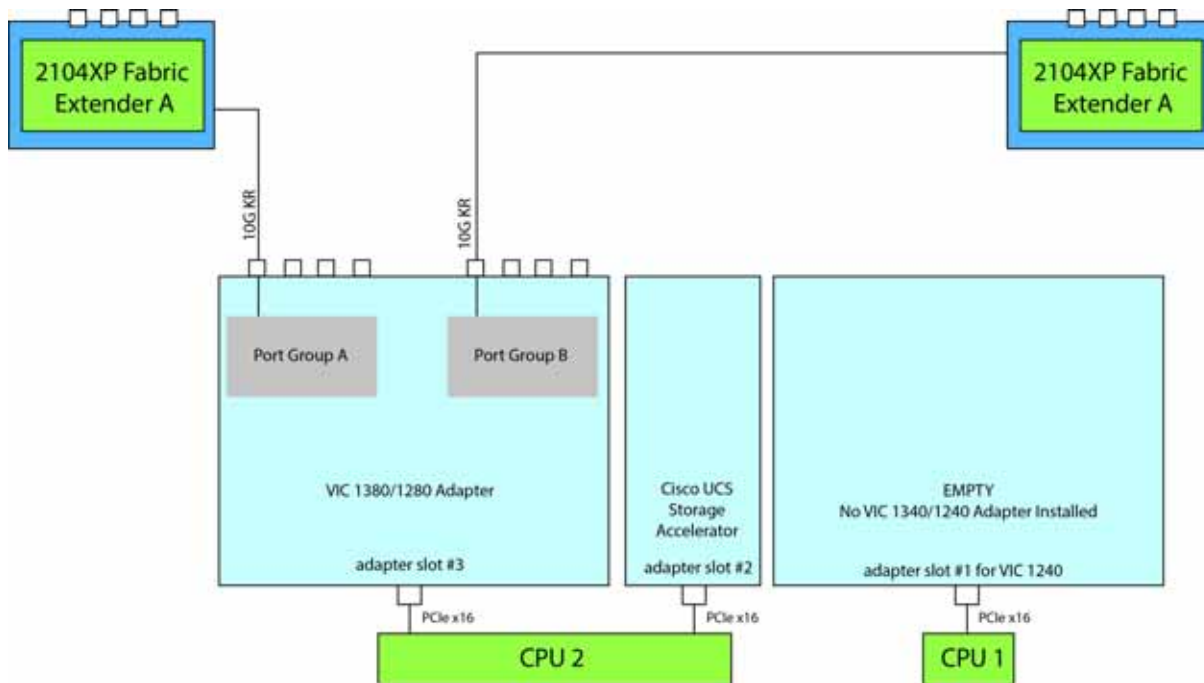 2104XP Fabric
Extender A
2104XP Fabric
Extender A
10G KR
10G KR
Port Group A
Port Group B
VIC 1380/1280 Adapter
adapter slot #3
Cisco UCS
Storage
Accelerator
adapter slot #2
EMPTY
No VIC 1340/1240 Adapter Installed
adapter slot #1 for VIC 1240
PCIe x16
PCIe x16
PCIe x16
CPU 2
CPU 1